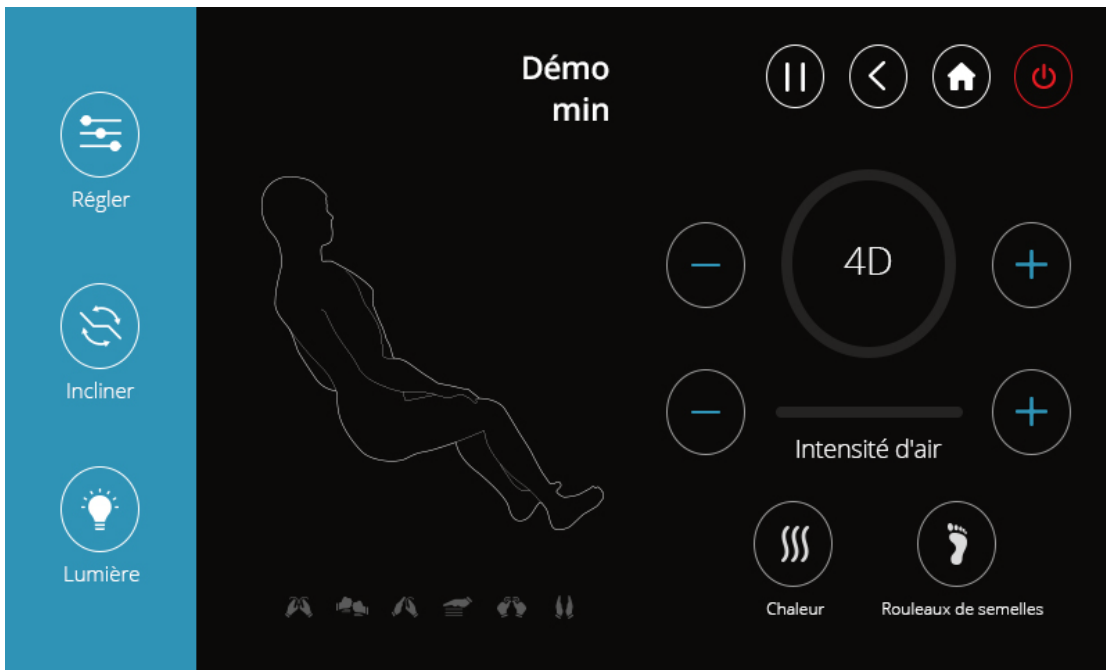 Démo
min
Régler
4D
Incliner
Intensité d'air
Lumière
Chaleur
Rouleaux de semelles